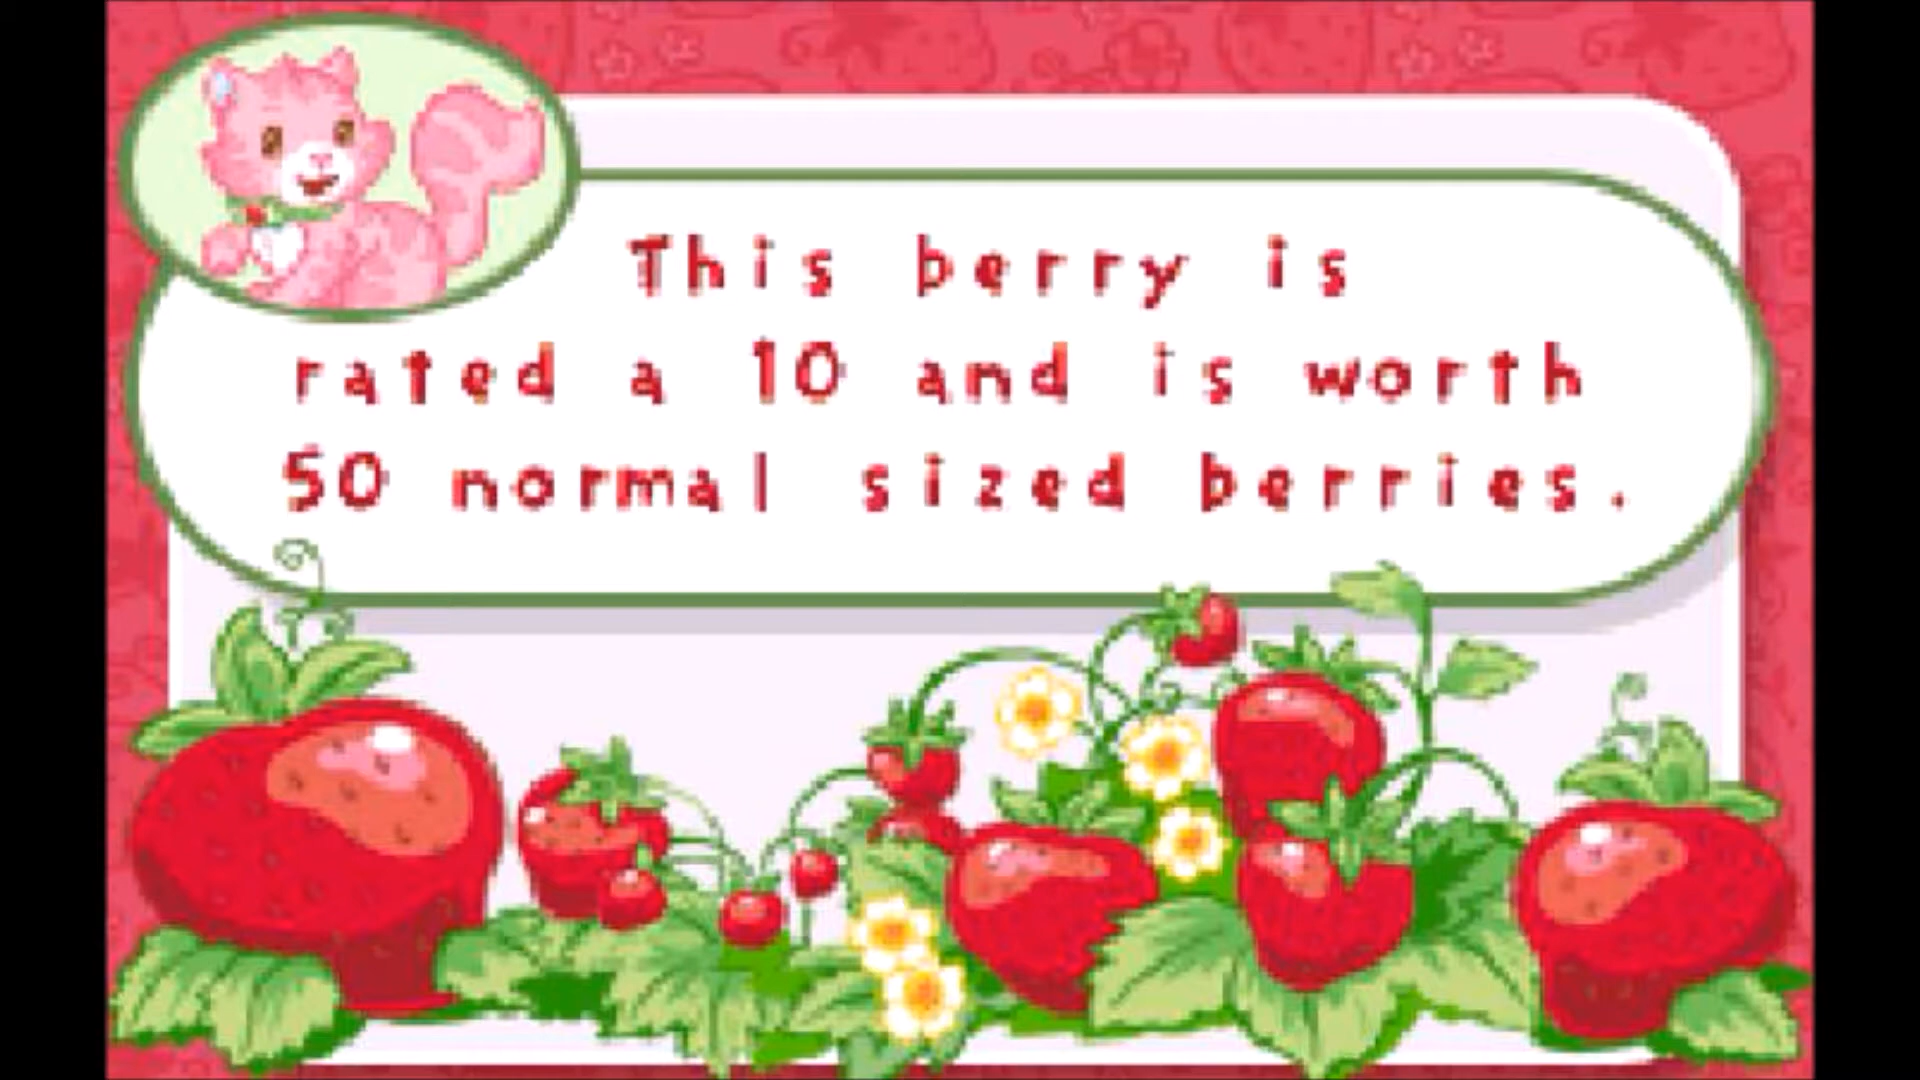 This berry is
rated a 10 and is worth
50 normal sized berries.